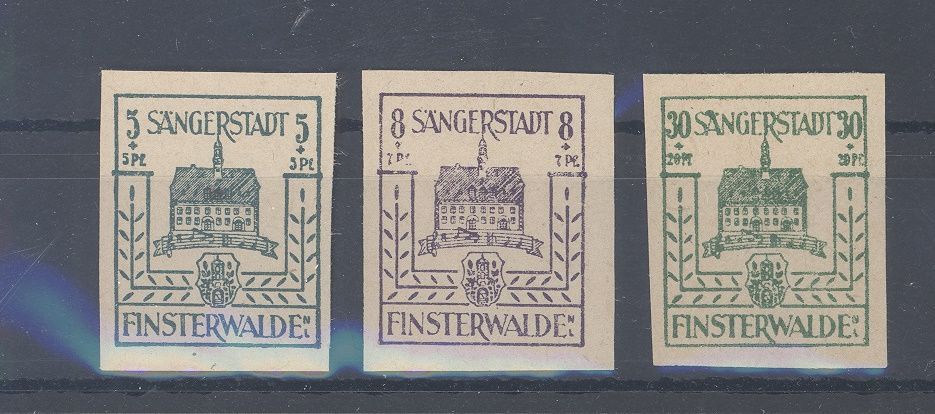 5 SÄNGERSTADT 5
+ +
5 Pf. 5 Pf.
FINSTERWALDE N.L.
8 SÄNGERSTADT 8
+ +
7 Pf. 7 Pf.
FINSTERWALDE N.L.
30 SÄNGERSTADT 30
+ +
20 Pf 20 Pf
FINSTERWALDE